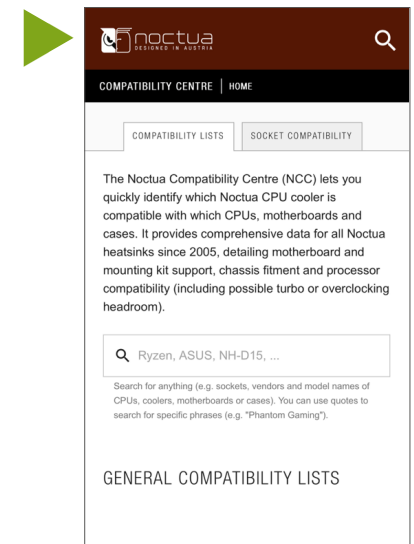 noctua
DESIGNED IN AUSTRIA
COMPATIBILITY CENTRE | HOME
COMPATIBILITY LISTS SOCKET COMPATIBILITY
The Noctua Compatibility Centre (NCC) lets you
quickly identify which Noctua CPU cooler is
compatible with which CPUs, motherboards and
cases. It provides comprehensive data for all Noctua
heatsinks since 2005, detailing motherboard and
mounting kit support, chassis fitment and processor
compatibility (including possible turbo or overclocking
headroom).
Ryzen, ASUS, NH-D15, ...
Search for anything (e.g. sockets, vendors and model names of
CPUs, coolers, motherboards or cases). You can use quotes to
search for specific phrases (e.g. "Phantom Gaming").
GENERAL COMPATIBILITY LISTS